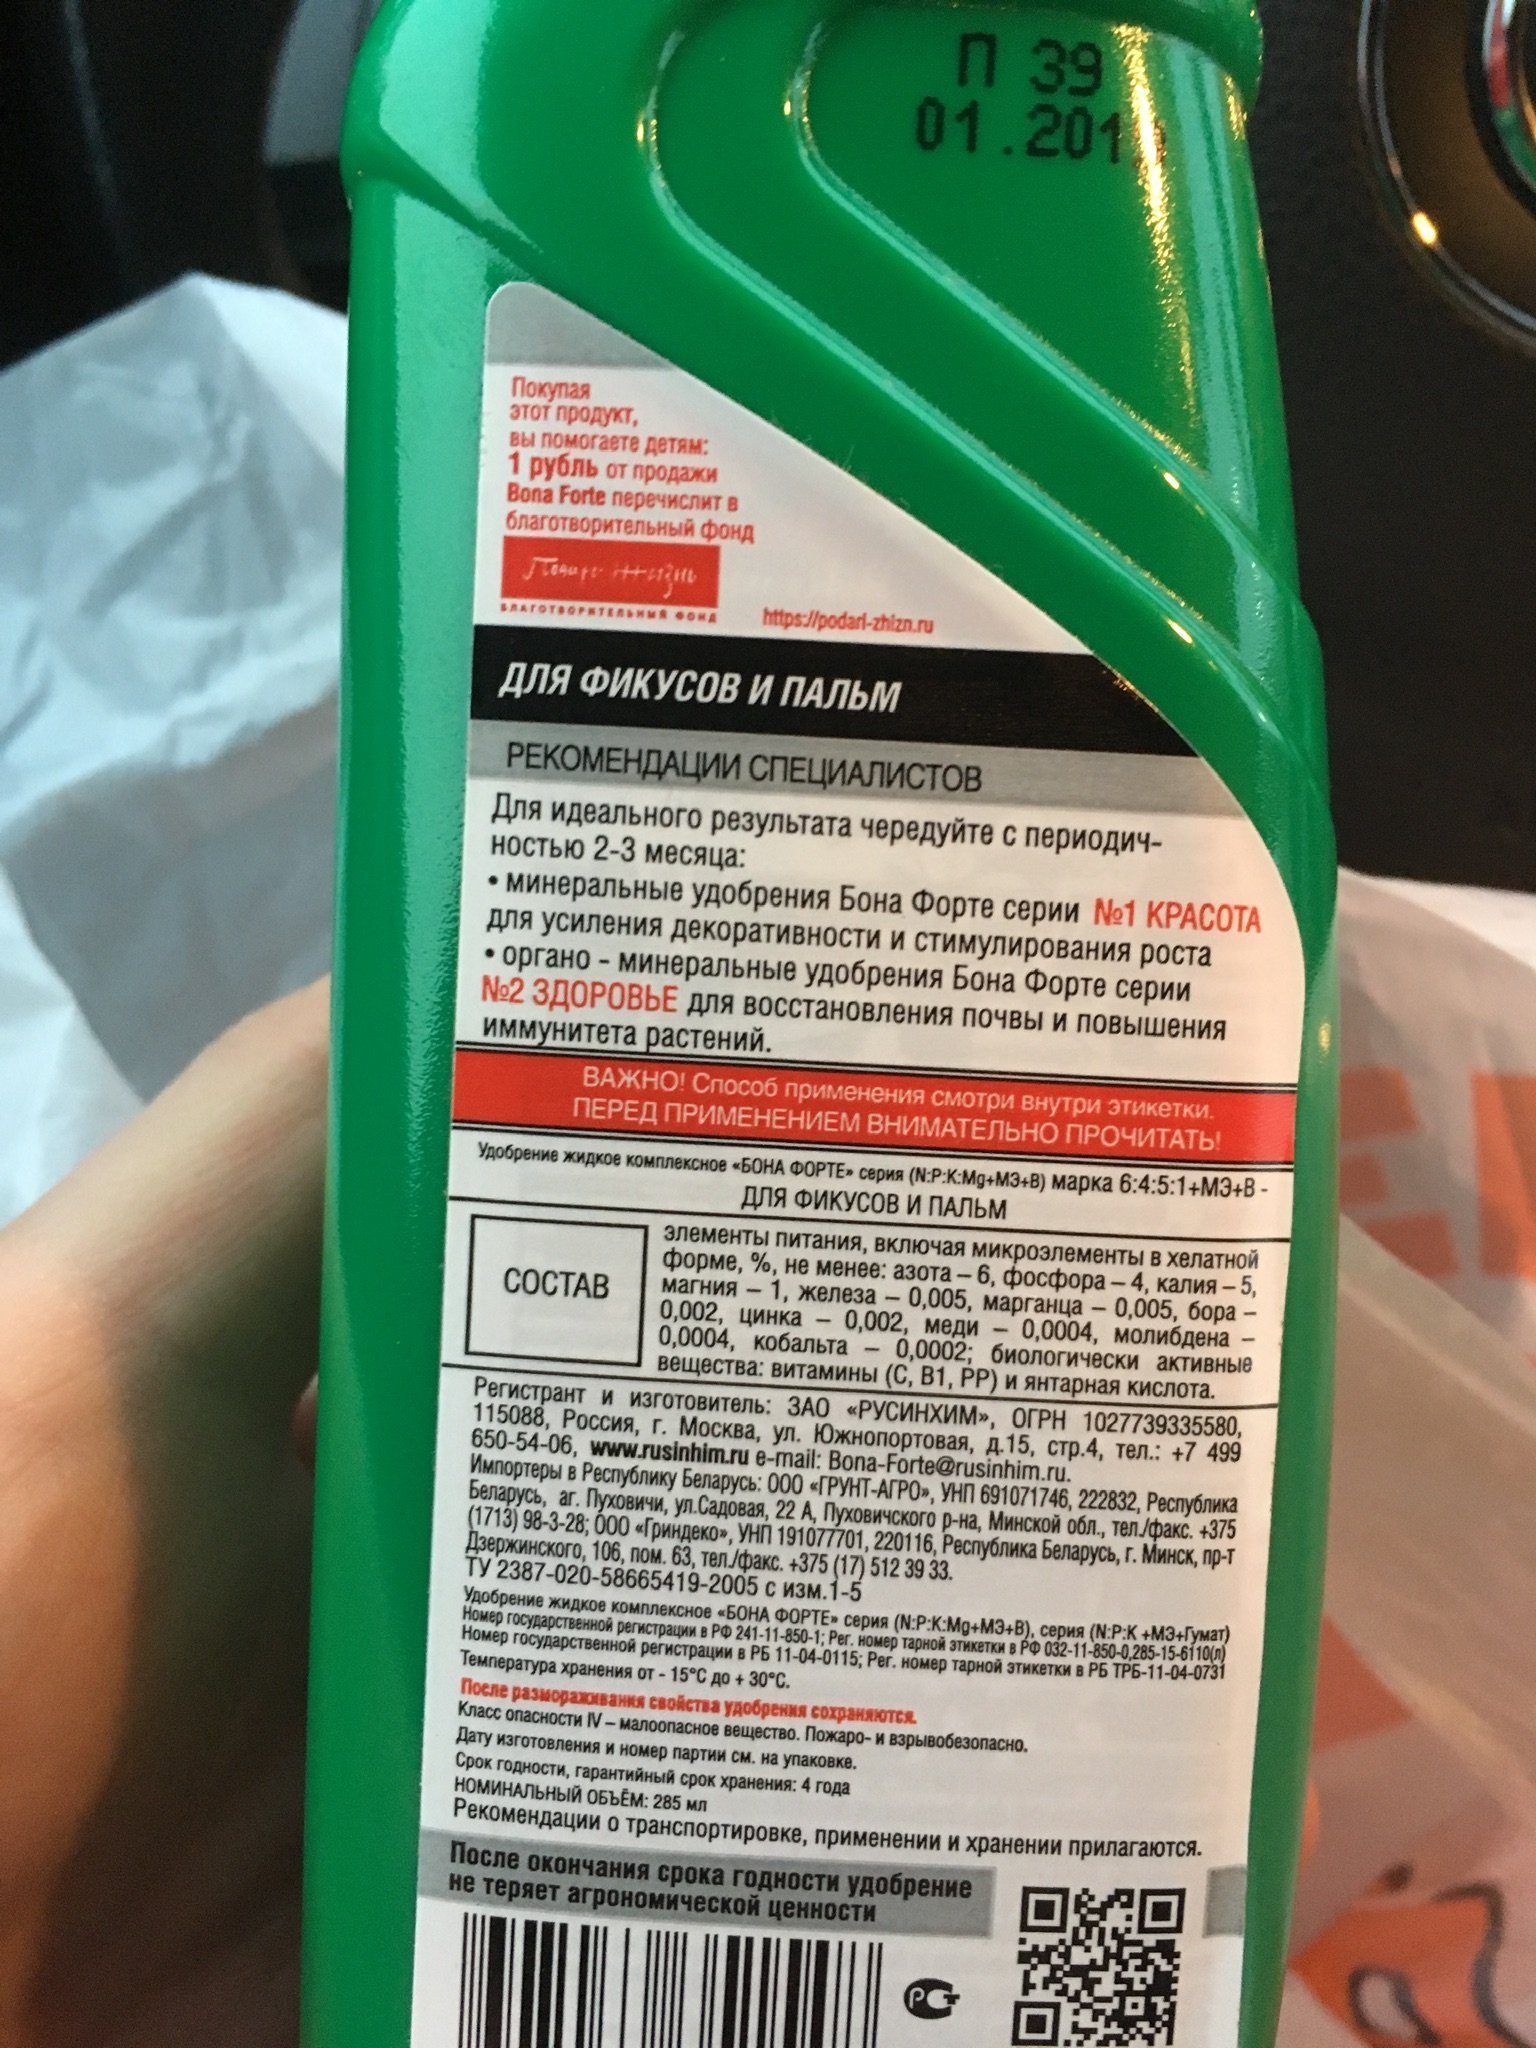 П 39
01.201
Покупая
этот продукт,
вы помогаете детям:
1 рубль от продажи
Bona Forte перечислит в
благотворительный фонд
Подари жизнь
БЛАГОТВОРИТЕЛЬНЫЙ ФОНД
https://podari-zhizn.ru
ДЛЯ ФИКУСОВ И ПАЛЬМ
РЕКОМЕНДАЦИИ СПЕЦИАЛИСТОВ
Для идеального результата чередуйте с периодич-
ностью 2-3 месяца:
• минеральные удобрения Бона Форте серии №1 КРАСОТА
для усиления декоративности и стимулирования роста
• органо - минеральные удобрения Бона Форте серии
№2 ЗДОРОВЬЕ для восстановления почвы и повышения
иммунитета растений.
ВАЖНО! Способ применения смотри внутри этикетки.
ПЕРЕД ПРИМЕНЕНИЕМ ВНИМАТЕЛЬНО ПРОЧИТАТЬ!
Удобрение жидкое комплексное «БОНА ФОРТЕ» серия (N:P:K:Mg+МЭ+В) марка 6:4:5:1+МЭ+В -
ДЛЯ ФИКУСОВ И ПАЛЬМ
СОСТАВ
элементы питания, включая микроэлементы в хелатной
форме, %, не менее: азота – 6, фосфора – 4, калия – 5,
магния – 1, железа – 0,005, марганца – 0,005, бора –
0,002, цинка – 0,002, меди – 0,0004, молибдена –
0,0004, кобальта – 0,0002; биологически активные
вещества: витамины (С, В1, РР) и янтарная кислота.
Регистрант и изготовитель: ЗАО «РУСИНХИМ», ОГРН 1027739335580,
115088, Россия, г. Москва, ул. Южнопортовая, д.15, стр.4, тел.: +7 499
650-54-06, www.rusinhim.ru e-mail: Bona-Forte@rusinhim.ru.
Импортеры в Республику Беларусь: ООО «ГРУНТ-АГРО», УНП 691071746, 222832, Республика
Беларусь, аг. Пуховичи, ул.Садовая, 22 А, Пуховичского р-на, Минской обл., тел./факс. +375
(1713) 98-3-28; ООО «Гриндеко», УНП 191077701, 220116, Республика Беларусь, г. Минск, пр-т
Дзержинского, 106, пом. 63, тел./факс. +375 (17) 512 39 33.
ТУ 2387-020-58665419-2005 с изм.1-5
Удобрение жидкое комплексное «БОНА ФОРТЕ» серия (N:P:K:Mg+МЭ+В), серия (N:P:K +МЭ+Гумат)
Номер государственной регистрации в РФ 241-11-850-1; Рег. номер тарной этикетки в РФ 032-11-850-0,285-15-6110(л)
Номер государственной регистрации в РБ 11-04-0115; Рег. номер тарной этикетки в РБ ТРБ-11-04-0731
Температура хранения от - 15°С до + 30°С.
После размораживания свойства удобрения сохраняются.
Класс опасности IV – малоопасное вещество. Пожаро- и взрывобезопасно.
Дату изготовления и номер партии см. на упаковке.
Срок годности, гарантийный срок хранения: 4 года
НОМИНАЛЬНЫЙ ОБЪЁМ: 285 мл
Рекомендации о транспортировке, применении и хранении прилагаются.
После окончания срока годности удобрение
не теряет агрономической ценности
РСТ